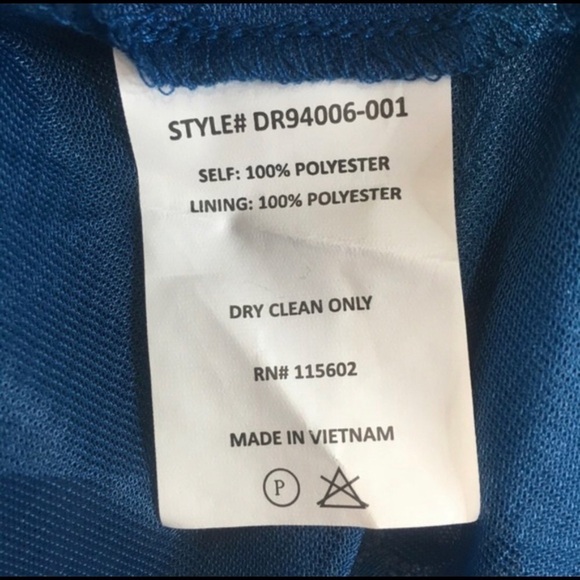 STYLE# DR94006-001
SELF: 100% POLYESTER
LINING: 100% POLYESTER
DRY CLEAN ONLY
RN# 115602
MADE IN VIETNAM
P